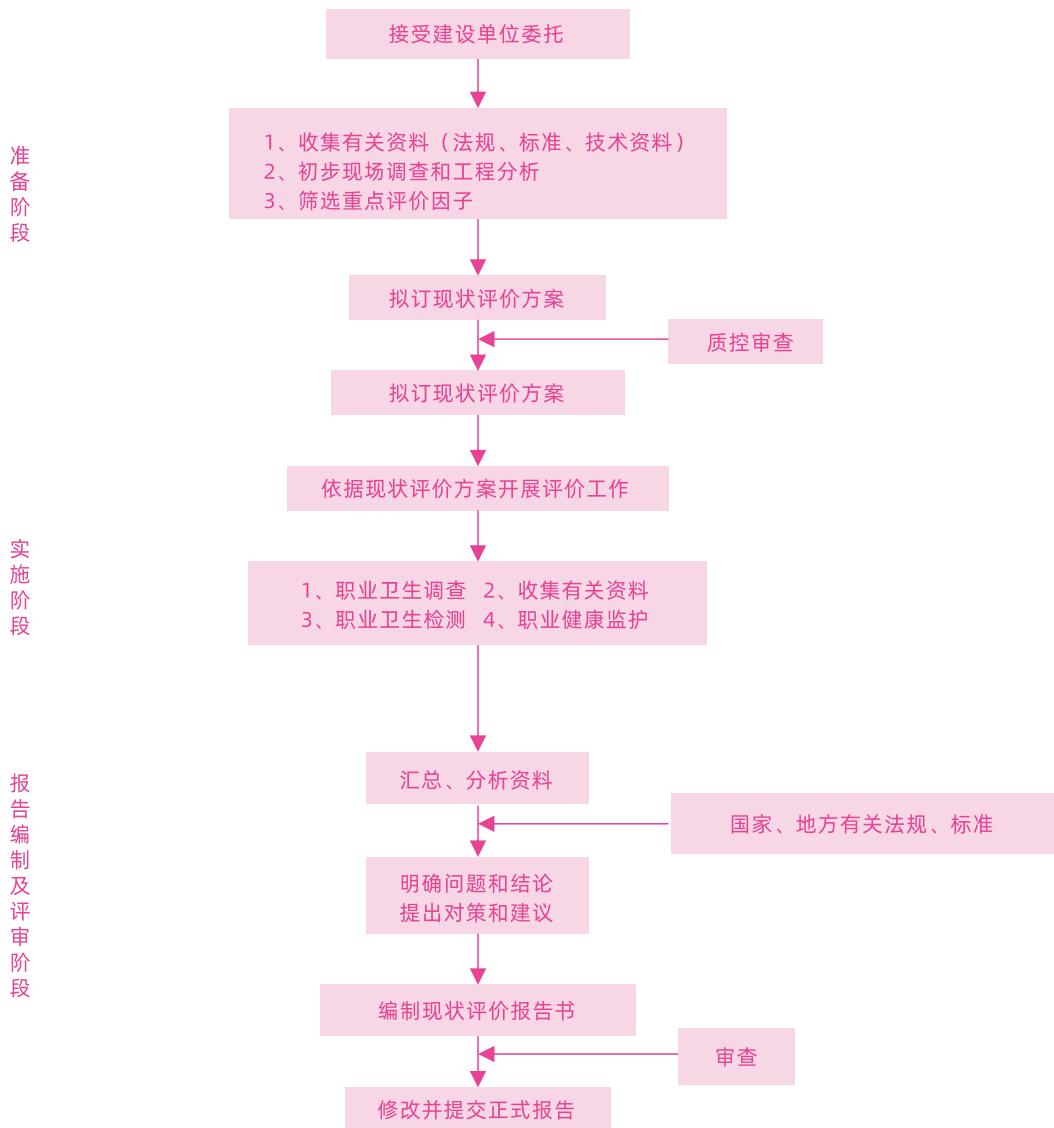 接受建设单位委托
准备阶段
1、收集有关资料（法规、标准、技术资料）
2、初步现场调查和工程分析
3、筛选重点评价因子
拟订现状评价方案
质控审查
拟订现状评价方案
依据现状评价方案开展评价工作
实施阶段
1、职业卫生调查 2、收集有关资料
3、职业卫生检测 4、职业健康监护
报告编制及评审阶段
汇总、分析资料
国家、地方有关法规、标准
明确问题和结论
提出对策和建议
编制现状评价报告书
审查
修改并提交正式报告